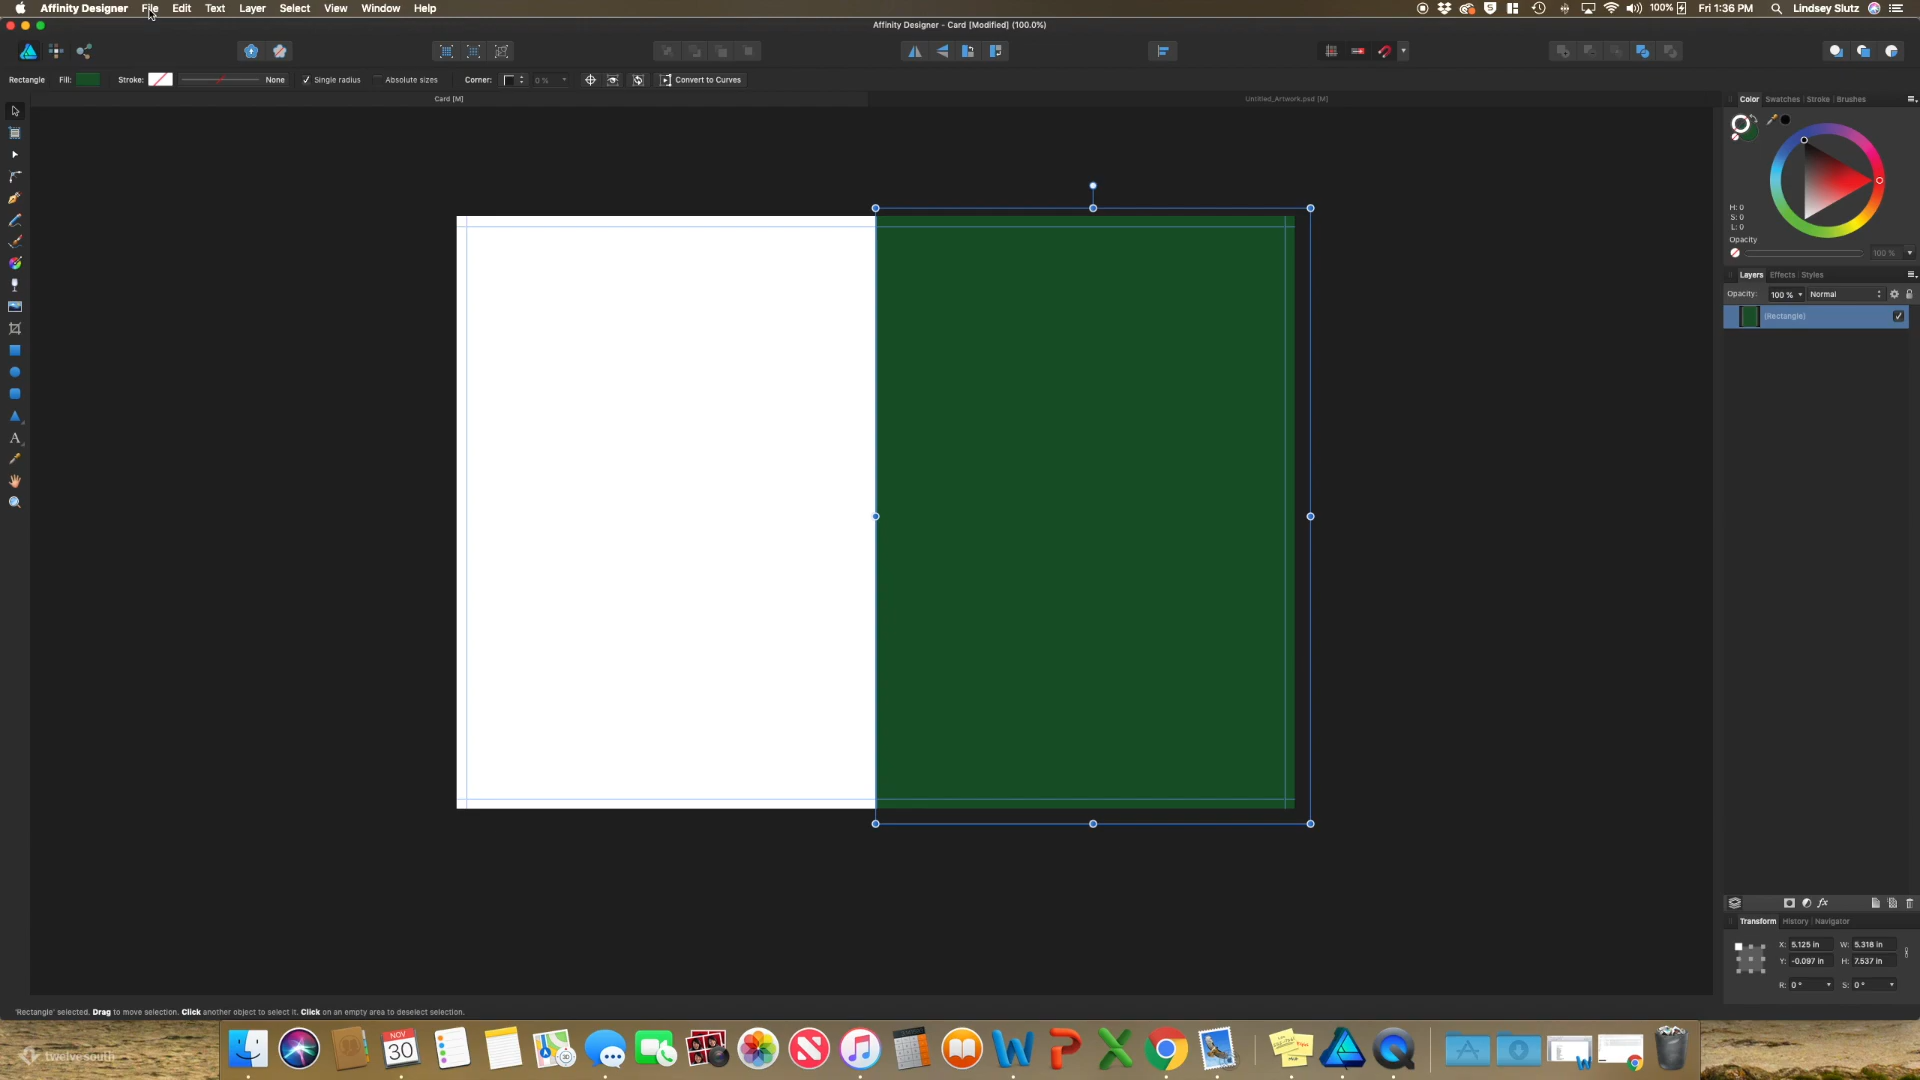 Affinity Designer File Edit Text Layer Select View Window Help 100% Fri 1:36 PM Lindsey Slutz
Affinity Designer - Card [Modified] (100.0%)
Rectangle Fill: Stroke: None Single radius Absolute sizes Corner: 0 % Convert to Curves
Card [M] Untitled_Artwork.psd [M]
Color Swatches Stroke Brushes
H: 0
S: 0
L: 0
Opacity
100 %
Layers Effects Styles
Opacity: 100 % Normal
(Rectangle)
Transform History Navigator
X: 5.125 in W: 5.318 in
Y: -0.097 in H: 7.537 in
R: 0 ° S: 0 °
'Rectangle' selected. Drag to move selection. Click another object to select it. Click on an empty area to deselect selection.
NOV
30
twelvesouth